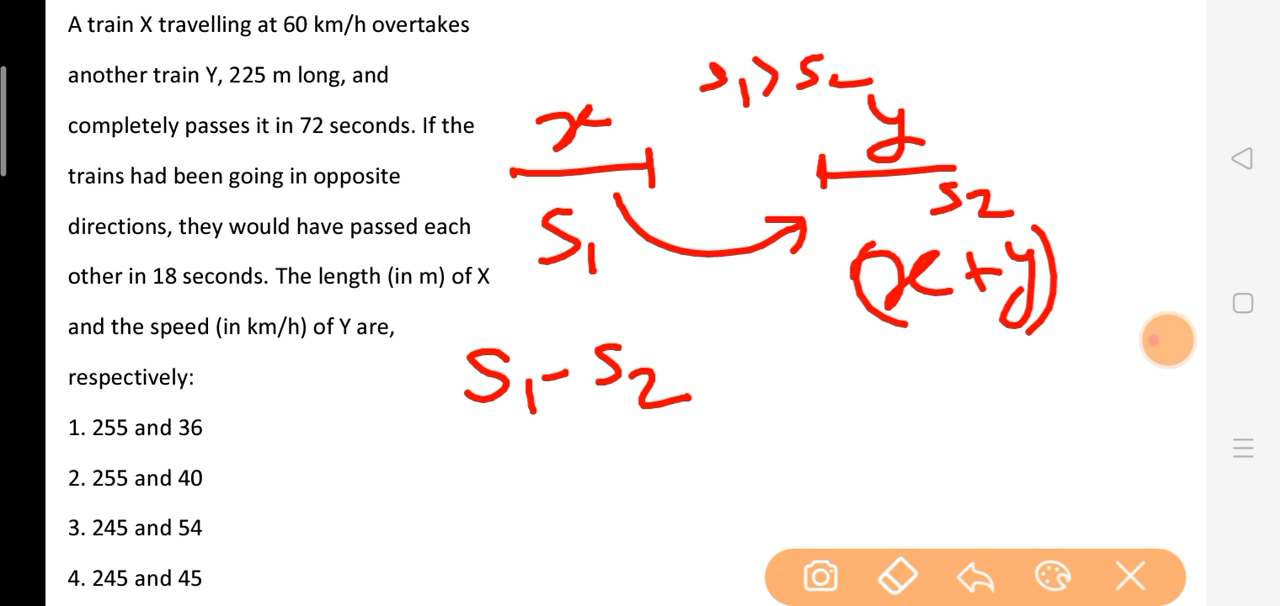 A train X travelling at 60 km/h overtakes
another train Y, 225 m long, and
completely passes it in 72 seconds. If the
trains had been going in opposite
directions, they would have passed each
other in 18 seconds. The length (in m) of X
and the speed (in km/h) of Y are,
respectively:
1. 255 and 36
2. 255 and 40
3. 245 and 54
4. 245 and 45
s1 > s2
x
y
S1
S2
(x+y)
S1 - S2